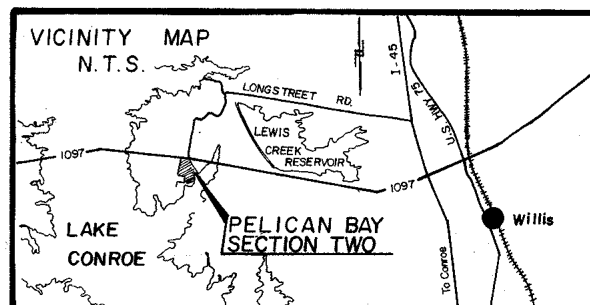 VICINITY MAP
N.T.S.
LONGSTREET RD.
I-45
U.S. HWY 75
LEWIS
CREEK
RESERVOIR
1097
1097
PELICAN BAY
SECTION TWO
LAKE
CONROE
Willis
To Conroe